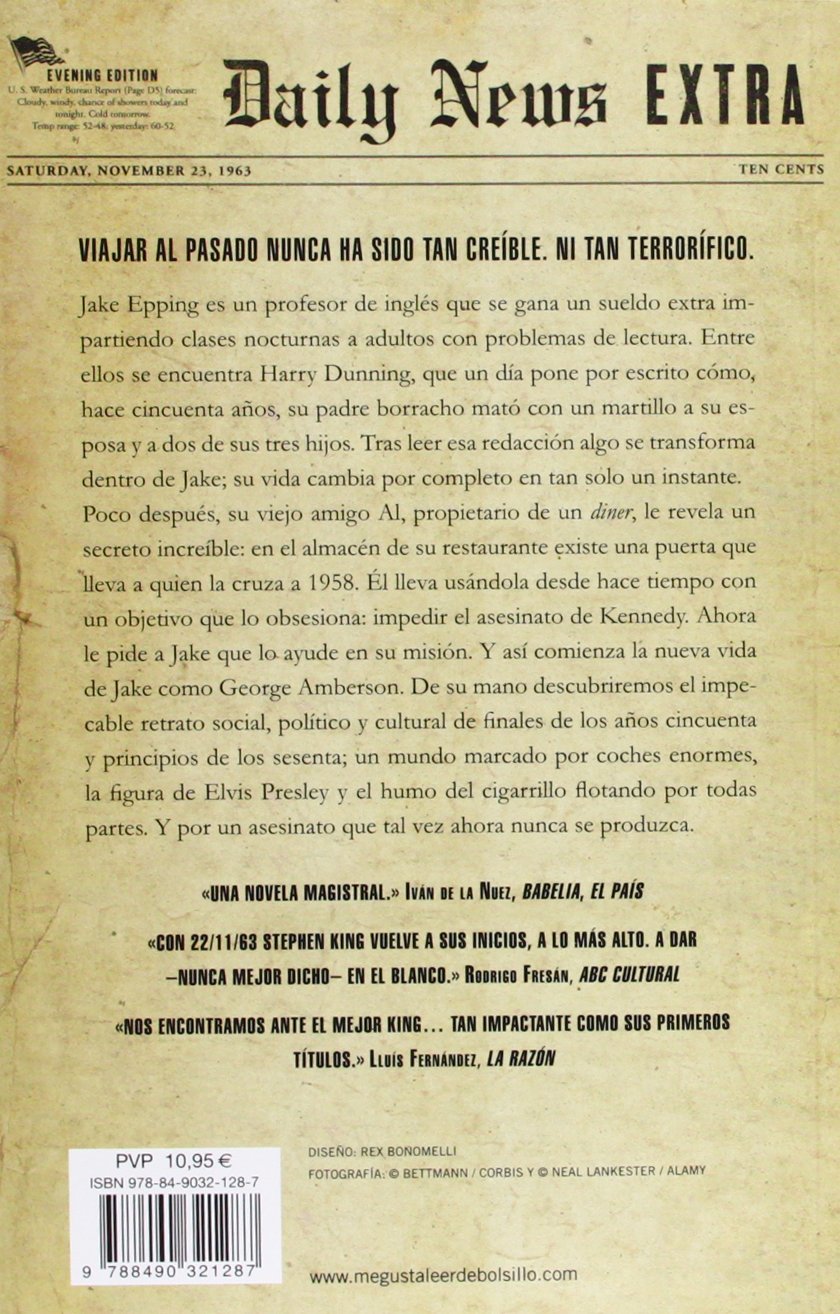 EVENING EDITION
U. S. Weather Bureau Report (Page D5) forecast:
Cloudy, windy, chance of showers today and
tonight. Cold tomorrow.
Temp range: 52-48; yesterday: 60-52.
Daily News EXTRA
SATURDAY, NOVEMBER 23, 1963
TEN CENTS
VIAJAR AL PASADO NUNCA HA SIDO TAN CREÍBLE. NI TAN TERRORÍFICO.
Jake Epping es un profesor de inglés que se gana un sueldo extra im-
partiendo clases nocturnas a adultos con problemas de lectura. Entre
ellos se encuentra Harry Dunning, que un día pone por escrito cómo,
hace cincuenta años, su padre borracho mató con un martillo a su es-
posa y a dos de sus tres hijos. Tras leer esa redacción algo se transforma
dentro de Jake; su vida cambia por completo en tan solo un instante.
Poco después, su viejo amigo Al, propietario de un diner, le revela un
secreto increíble: en el almacén de su restaurante existe una puerta que
lleva a quien la cruza a 1958. Él lleva usándola desde hace tiempo con
un objetivo que lo obsesiona: impedir el asesinato de Kennedy. Ahora
le pide a Jake que lo ayude en su misión. Y así comienza la nueva vida
de Jake como George Amberson. De su mano descubriremos el impe-
cable retrato social, político y cultural de finales de los años cincuenta
y principios de los sesenta; un mundo marcado por coches enormes,
la figura de Elvis Presley y el humo del cigarrillo flotando por todas
partes. Y por un asesinato que tal vez ahora nunca se produzca.
«UNA NOVELA MAGISTRAL.» IVÁN DE LA NUEZ, BABELIA, EL PAÍS
«CON 22/11/63 STEPHEN KING VUELVE A SUS INICIOS, A LO MÁS ALTO. A DAR
–NUNCA MEJOR DICHO– EN EL BLANCO.» RODRIGO FRESÁN, ABC CULTURAL
«NOS ENCONTRAMOS ANTE EL MEJOR KING... TAN IMPACTANTE COMO SUS PRIMEROS
TÍTULOS.» LLUÍS FERNÁNDEZ, LA RAZÓN
PVP 10,95 €
ISBN 978-84-9032-128-7
9 788490 321287
DISEÑO: REX BONOMELLI
FOTOGRAFÍA: © BETTMANN / CORBIS Y © NEAL LANKESTER / ALAMY
www.megustaleerdebolsillo.com